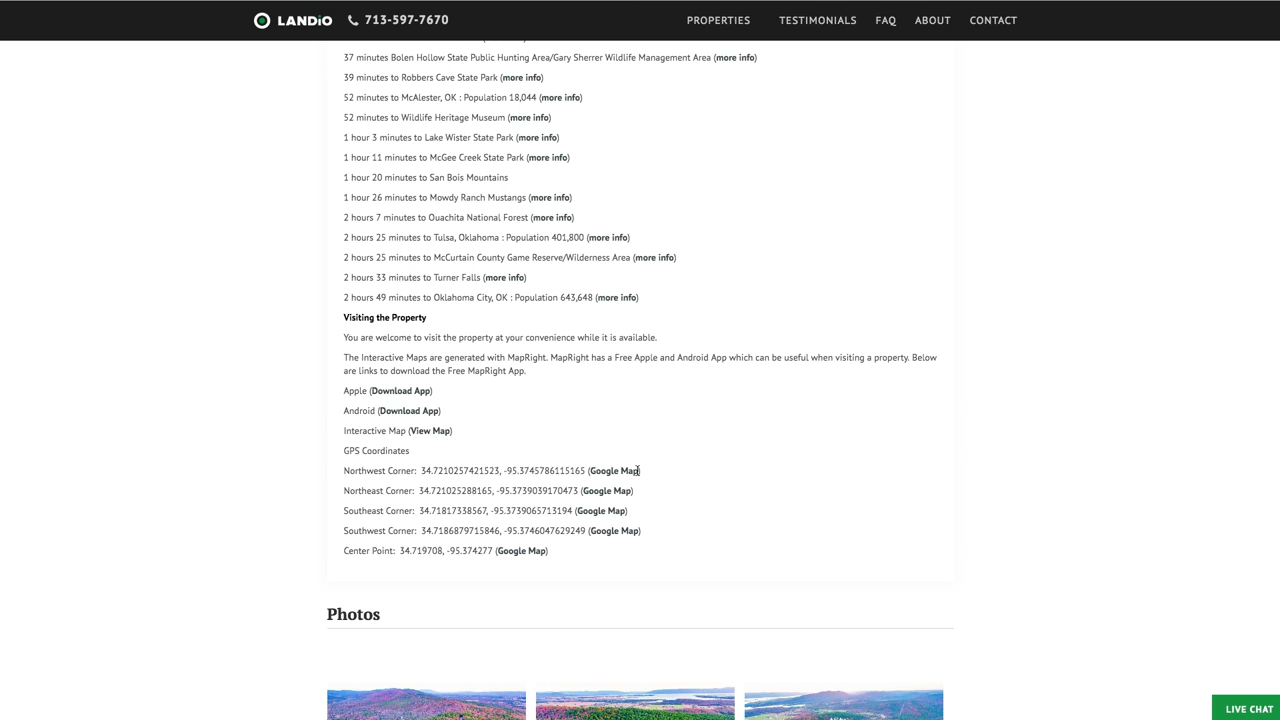 LANDiO 713-597-7670 PROPERTIES TESTIMONIALS FAQ ABOUT CONTACT
37 minutes Bolen Hollow State Public Hunting Area/Gary Sherrer Wildlife Management Area (more info)
39 minutes to Robbers Cave State Park (more info)
52 minutes to McAlester, OK : Population 18,044 (more info)
52 minutes to Wildlife Heritage Museum (more info)
1 hour 3 minutes to Lake Wister State Park (more info)
1 hour 11 minutes to McGee Creek State Park (more info)
1 hour 20 minutes to San Bois Mountains
1 hour 26 minutes to Mowdy Ranch Mustangs (more info)
2 hours 7 minutes to Ouachita National Forest (more info)
2 hours 25 minutes to Tulsa, Oklahoma : Population 401,800 (more info)
2 hours 25 minutes to McCurtain County Game Reserve/Wilderness Area (more info)
2 hours 33 minutes to Turner Falls (more info)
2 hours 49 minutes to Oklahoma City, OK : Population 643,648 (more info)
Visiting the Property
You are welcome to visit the property at your convenience while it is available.
The Interactive Maps are generated with MapRight. MapRight has a Free Apple and Android App which can be useful when visiting a property. Below
are links to download the Free MapRight App.
Apple (Download App)
Android (Download App)
Interactive Map (View Map)
GPS Coordinates
Northwest Corner: 34.7210257421523, -95.3745786115165 (Google Map)
Northeast Corner: 34.721025288165, -95.3739039170473 (Google Map)
Southeast Corner: 34.71817338567, -95.3739065713194 (Google Map)
Southwest Corner: 34.7186879715846, -95.3746047629249 (Google Map)
Center Point: 34.719708, -95.374277 (Google Map)
Photos
LIVE CHAT